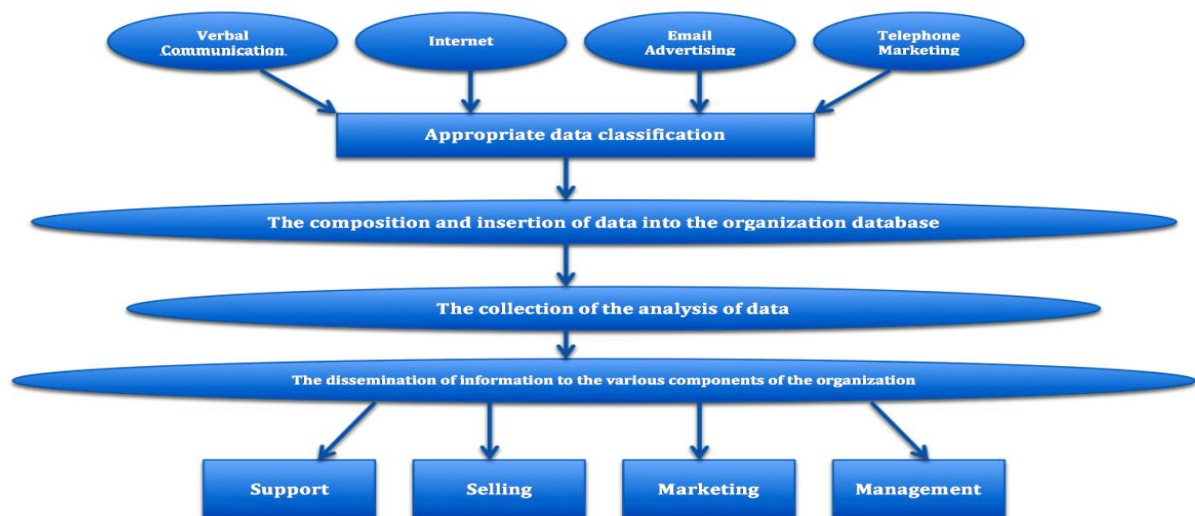 Verbal
Communication
Internet
Email
Advertising
Telephone
Marketing
Appropriate data classification
The composition and insertion of data into the organization database
The collection of the analysis of data
The dissemination of information to the various components of the organization
Support
Selling
Marketing
Management